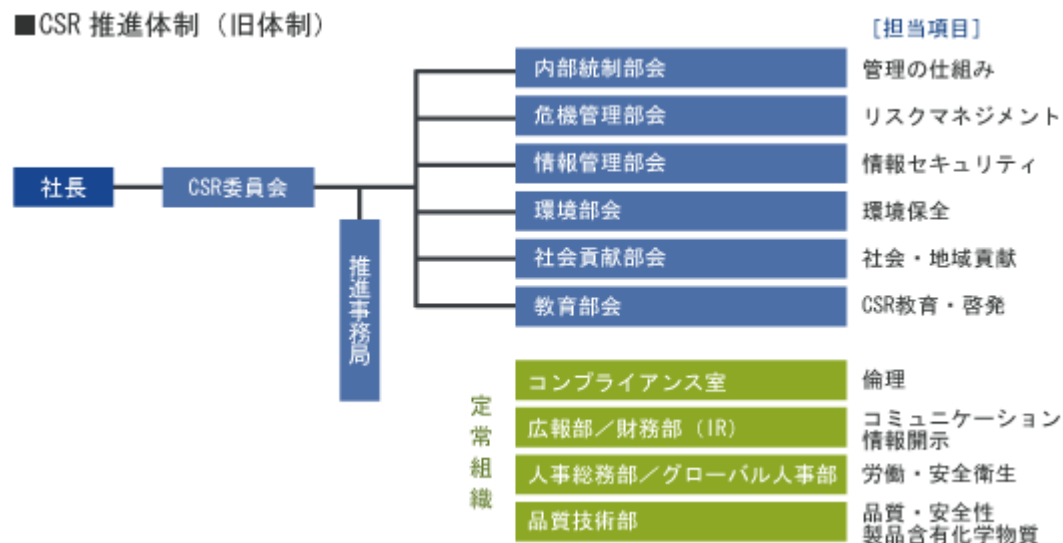 ■CSR 推進体制（旧体制）
［担当項目］
内部統制部会
管理の仕組み
危機管理部会
リスクマネジメント
情報管理部会
情報セキュリティ
社長
CSR委員会
環境部会
環境保全
社会貢献部会
社会・地域貢献
教育部会
CSR教育・啓発
推進事務局
定常組織
コンプライアンス室
倫理
広報部／財務部（IR）
コミュニケーション
情報開示
人事総務部／グローバル人事部
労働・安全衛生
品質技術部
品質・安全性
製品含有化学物質